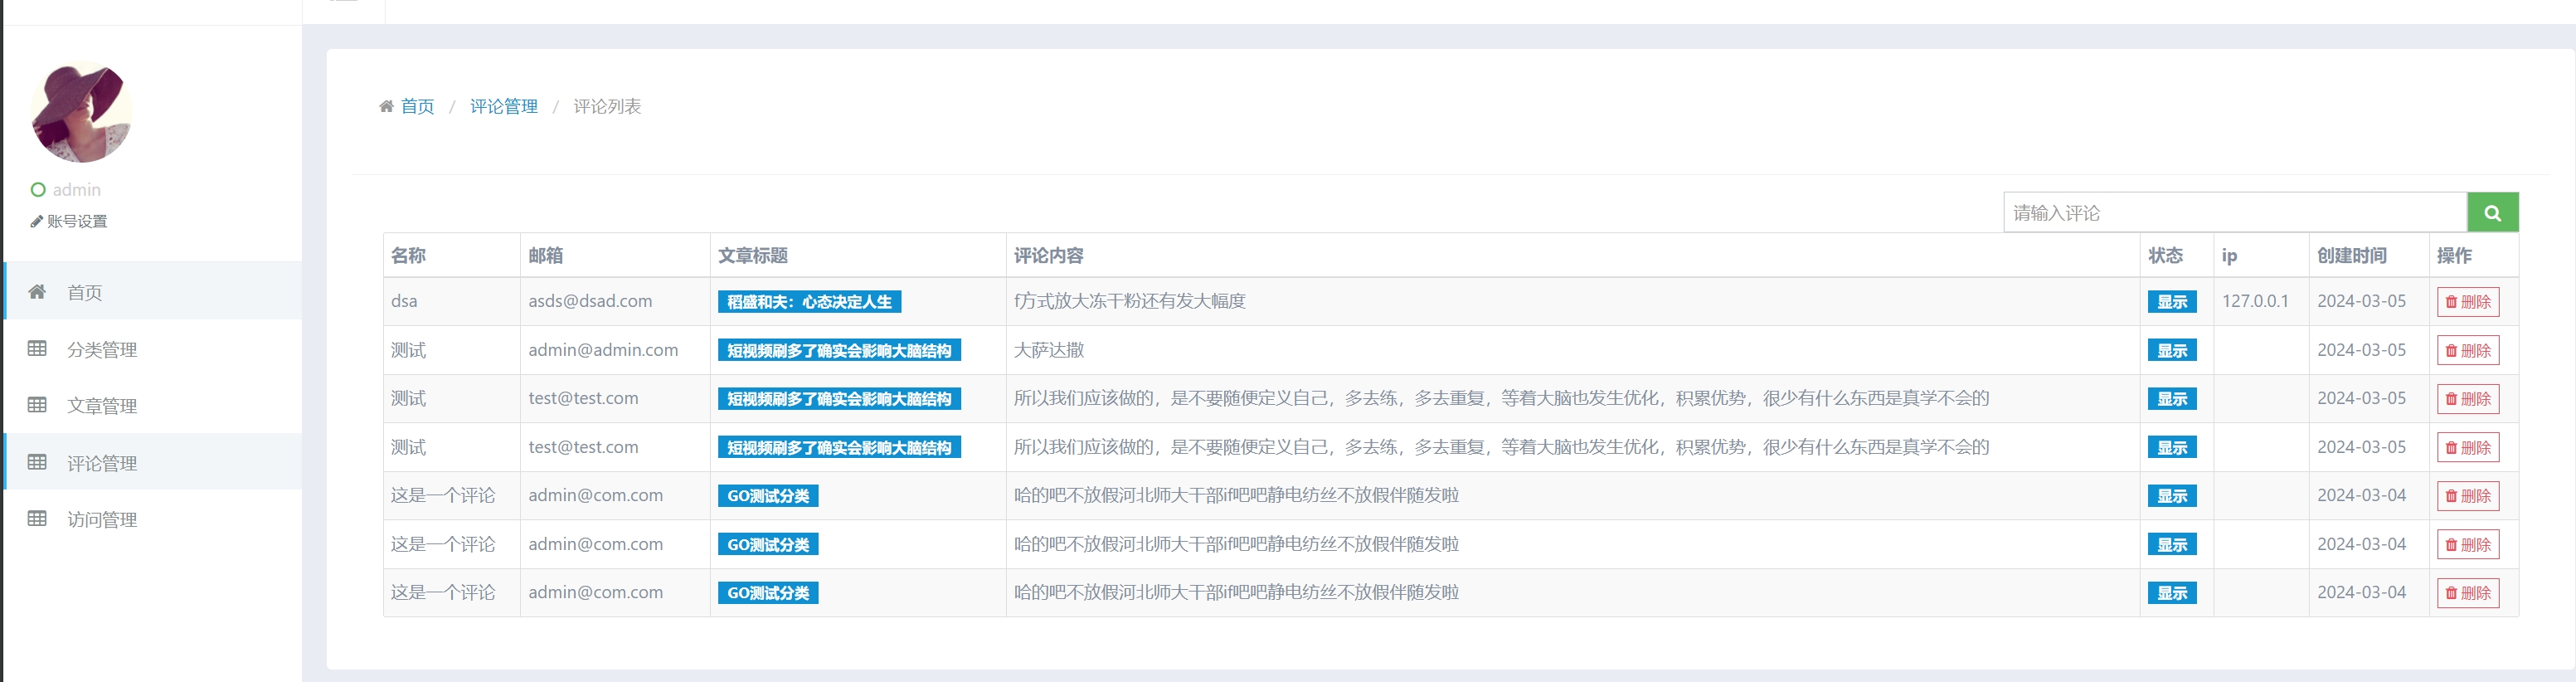 首页 / 评论管理 / 评论列表
admin
账号设置
首页
分类管理
文章管理
评论管理
访问管理
请输入评论
名称 邮箱 文章标题 评论内容 状态 ip 创建时间 操作
dsa asds@dsad.com 稻盛和夫：心态决定人生 f方式放大冻干粉还有发大幅度 显示 127.0.0.1 2024-03-05 删除
测试 admin@admin.com 短视频刷多了确实会影响大脑结构 大萨达撒 显示 2024-03-05 删除
测试 test@test.com 短视频刷多了确实会影响大脑结构 所以我们应该做的，是不要随便定义自己，多去练，多去重复，等着大脑也发生优化，积累优势，很少有什么东西是真学不会的 显示 2024-03-05 删除
测试 test@test.com 短视频刷多了确实会影响大脑结构 所以我们应该做的，是不要随便定义自己，多去练，多去重复，等着大脑也发生优化，积累优势，很少有什么东西是真学不会的 显示 2024-03-05 删除
这是一个评论 admin@com.com GO测试分类 哈的吧不放假河北师大干部if吧吧静电纺丝不放假伴随发啦 显示 2024-03-04 删除
这是一个评论 admin@com.com GO测试分类 哈的吧不放假河北师大干部if吧吧静电纺丝不放假伴随发啦 显示 2024-03-04 删除
这是一个评论 admin@com.com GO测试分类 哈的吧不放假河北师大干部if吧吧静电纺丝不放假伴随发啦 显示 2024-03-04 删除